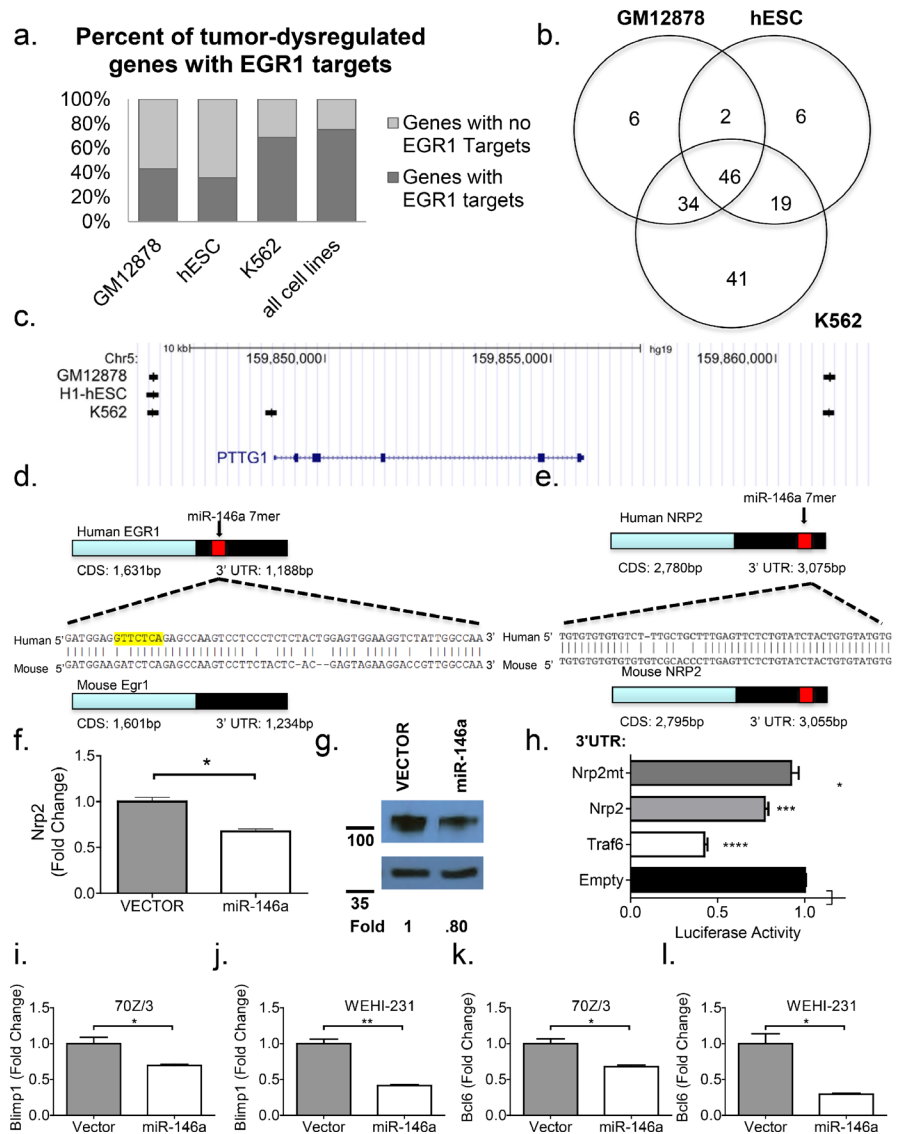 a.
Percent of tumor-dysregulated
genes with EGR1 targets
100%
80%
60%
40%
20%
0%
GM12878
hESC
K562
all cell lines
Genes with no
EGR1 Targets
Genes with
EGR1 targets
b.
GM12878 hESC
6 2 6
46
34 19
41
K562
c.
10 kb hg19
Chr5: 159,850,000 159,855,000 159,860,000
GM12878
H1-hESC
K562
PTTG1
d.
miR-146a 7mer
Human EGR1
CDS: 1,631bp 3' UTR: 1,188bp
Human 5' GATGGAGGTTCTCAGAGCCAAGTCCTCCCTCTCTACTGGAGTGGAAGGTCTATTGGCCAA 3'
Mouse 5' GATGGAAGATCTCAGAGCCAAGTCCTTCTACTC-AC--GAGTAGAAGGACCGTTGGCCAA 3'
Mouse Egr1
CDS: 1,601bp 3' UTR: 1,234bp
e.
miR-146a 7mer
Human NRP2
CDS: 2,780bp 3' UTR: 3,075bp
Human 5' TGTGTGTGTGTCT-TTGCTGCTTTGAGTTCTCTGTATCTACTGTGTATGTG
Mouse 5' TGTGTGTGTGTGTGTCGCACCCTTGAGTTCTCTGTATCTACTGTGTATGTG
Mouse NRP2
CDS: 2,795bp 3' UTR: 3,055bp
f.
Nrp2
(Fold Change)
1.5
1.0
0.5
0.0
*
VECTOR miR-146a
g.
VECTOR
miR-146a
100
35
Fold 1 .80
h.
3'UTR:
Nrp2mt
*
Nrp2 ***
Traf6 ****
Empty
0.0 0.5 1.0
Luciferase Activity
i.
70Z/3
Blimp1 (Fold Change)
1.5
1.0
0.5
0.0
*
Vector miR-146a
j.
WEHI-231
Blimp1 (Fold Change)
1.5
1.0
0.5
0.0
**
Vector miR-146a
k.
70Z/3
Bcl6 (Fold Change)
1.5
1.0
0.5
0.0
*
Vector miR-146a
l.
WEHI-231
Bcl6 (Fold Change)
1.5
1.0
0.5
0.0
*
Vector miR-146a